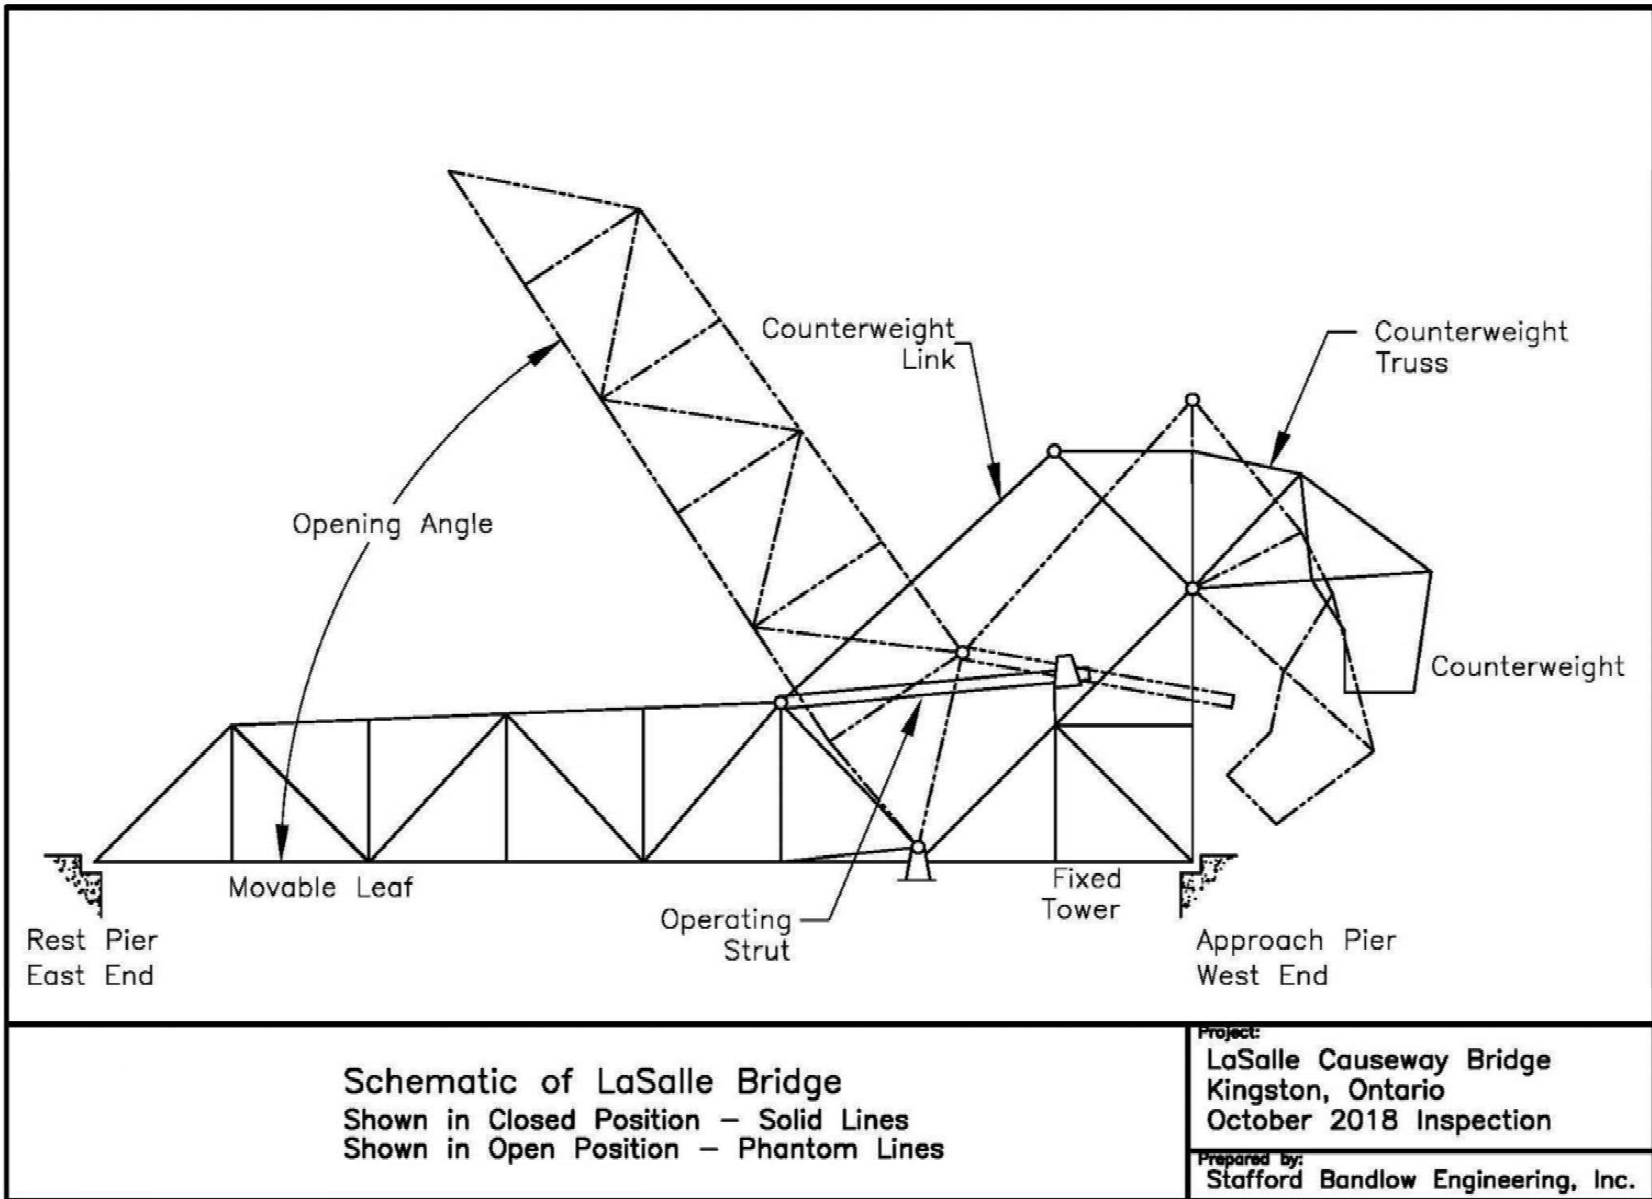 Counterweight
Link
Counterweight
Truss
Opening Angle
Counterweight
Movable Leaf
Operating
Strut
Fixed
Tower
Rest Pier
East End
Approach Pier
West End
Schematic of LaSalle Bridge
Shown in Closed Position – Solid Lines
Shown in Open Position – Phantom Lines
Project:
LaSalle Causeway Bridge
Kingston, Ontario
October 2018 Inspection
Prepared by:
Stafford Bandlow Engineering, Inc.